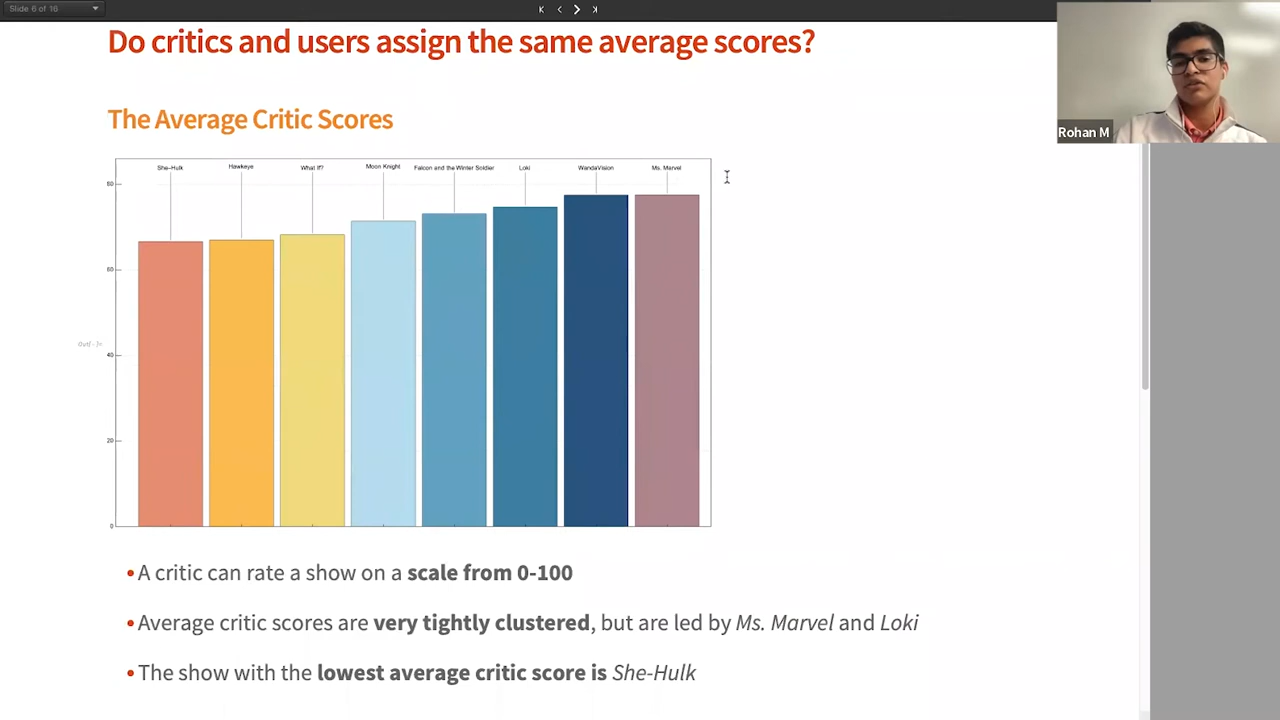 Slide 6 of 16
Do critics and users assign the same average scores?
Rohan M
The Average Critic Scores
She-Hulk Hawkeye What If? Moon Knight Falcon and the Winter Soldier Loki WandaVision Ms. Marvel
80
60
Out[-]=
40
20
0
•A critic can rate a show on a scale from 0-100
•Average critic scores are very tightly clustered, but are led by Ms. Marvel and Loki
•The show with the lowest average critic score is She-Hulk